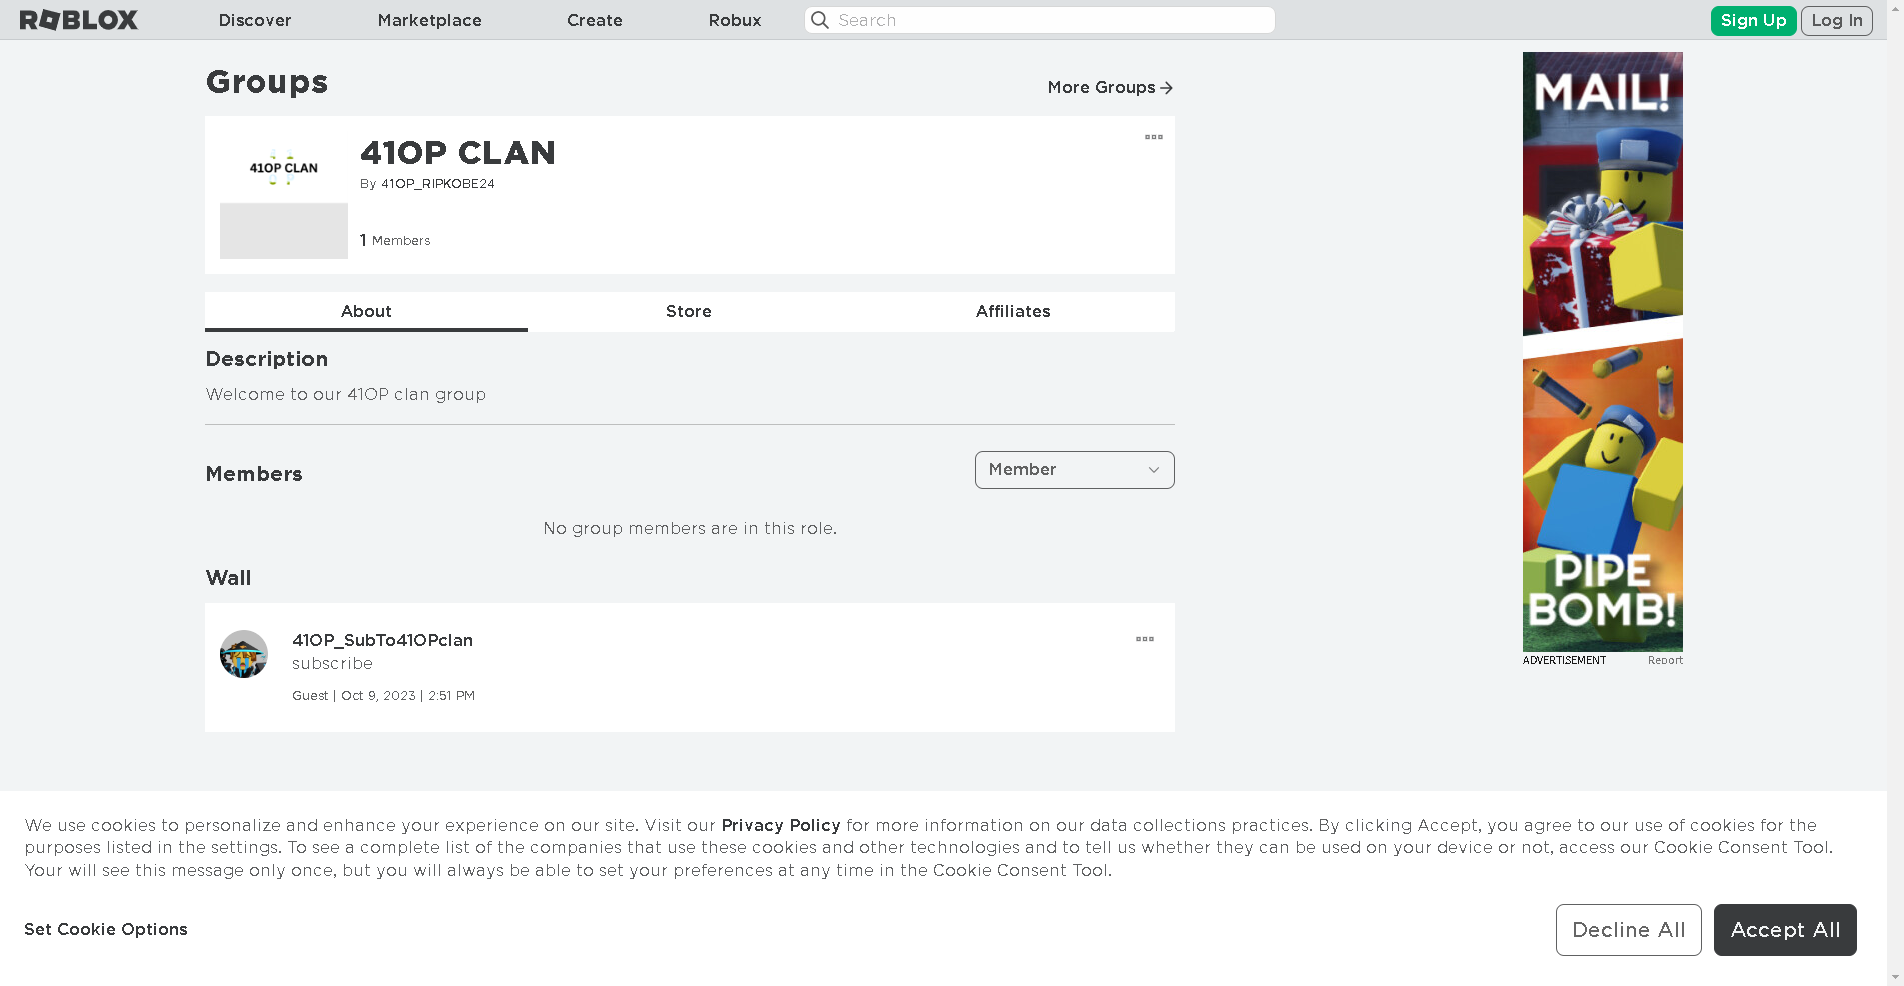 ROBLOX
Discover
Marketplace
Create
Robux
Search
Sign Up
Log In
Groups
More Groups
41OP CLAN
41OP CLAN
By 41OP_RIPKOBE24
1 Members
About
Store
Affiliates
Description
Welcome to our 41OP clan group
Members
Member
No group members are in this role.
Wall
41OP_SubTo41OPclan
subscribe
Guest | Oct 9, 2023 | 2:51 PM
MAIL!
PIPE
BOMB!
ADVERTISEMENT
Report
We use cookies to personalize and enhance your experience on our site. Visit our Privacy Policy for more information on our data collections practices. By clicking Accept, you agree to our use of cookies for the
purposes listed in the settings. To see a complete list of the companies that use these cookies and other technologies and to tell us whether they can be used on your device or not, access our Cookie Consent Tool.
Your will see this message only once, but you will always be able to set your preferences at any time in the Cookie Consent Tool.
Set Cookie Options
Decline All
Accept All